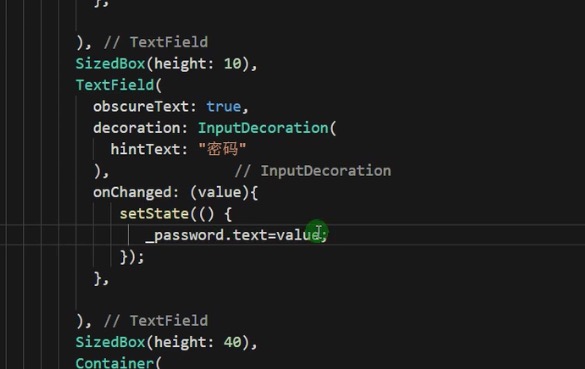 },
), // TextField
SizedBox(height: 10),
TextField(
obscureText: true,
decoration: InputDecoration(
hintText: "密码"
), // InputDecoration
onChanged: (value){
setState(() {
_password.text=value;
});
},
), // TextField
SizedBox(height: 40),
Container(